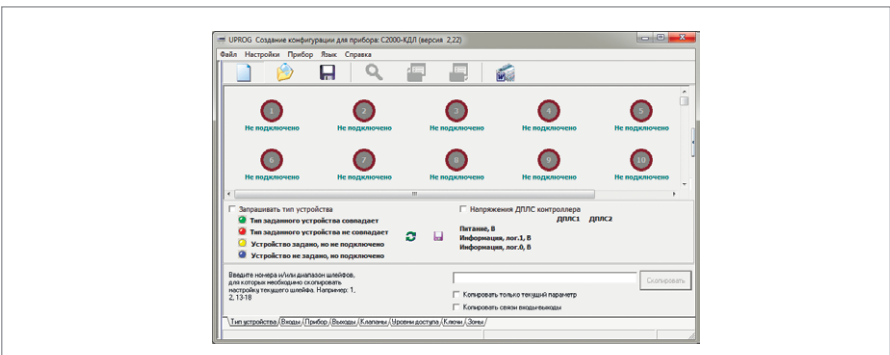 UPROG Создание конфигурации для прибора: С2000-КДЛ (версия 2,22)
Файл Настройки Прибор Язык Справка
1 2 3 4 5
Не подключено Не подключено Не подключено Не подключено Не подключено
6 7 8 9 10
Не подключено Не подключено Не подключено Не подключено Не подключено
Запрашивать тип устройства
Тип заданного устройства совпадает
Тип заданного устройства не совпадает
Устройство задано, но не подключено
Устройство не задано, но подключено
Напряжения ДПЛС контроллера
ДПЛС1 ДПЛС2
Питание, В
Информация, лог.1, В
Информация, лог.0, В
Введите номера и/или диапазон шлейфов,
для которых необходимо скопировать
настройку текущего шлейфа. Например: 1,
2, 13-18
Скопировать
Копировать только текущий параметр
Копировать связи входы-выходы
Тип устройства Входы Прибор Выходы Клапаны Уровни доступа Ключи Зоны